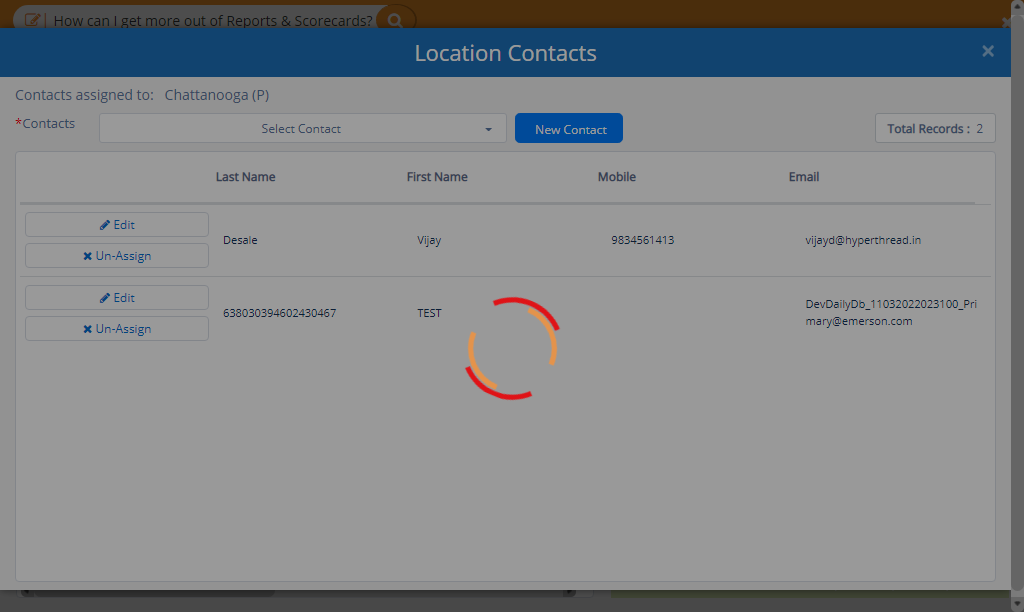 How can I get more out of Reports & Scorecards?
Location Contacts
Contacts assigned to: Chattanooga (P)
*Contacts
Select Contact
New Contact
Total Records : 2
Last Name First Name Mobile Email
Edit
Un-Assign
Desale Vijay 9834561413 vijayd@hyperthread.in
Edit
Un-Assign
638030394602430467 TEST
DevDailyDb_11032022023100_Pri
mary@emerson.com